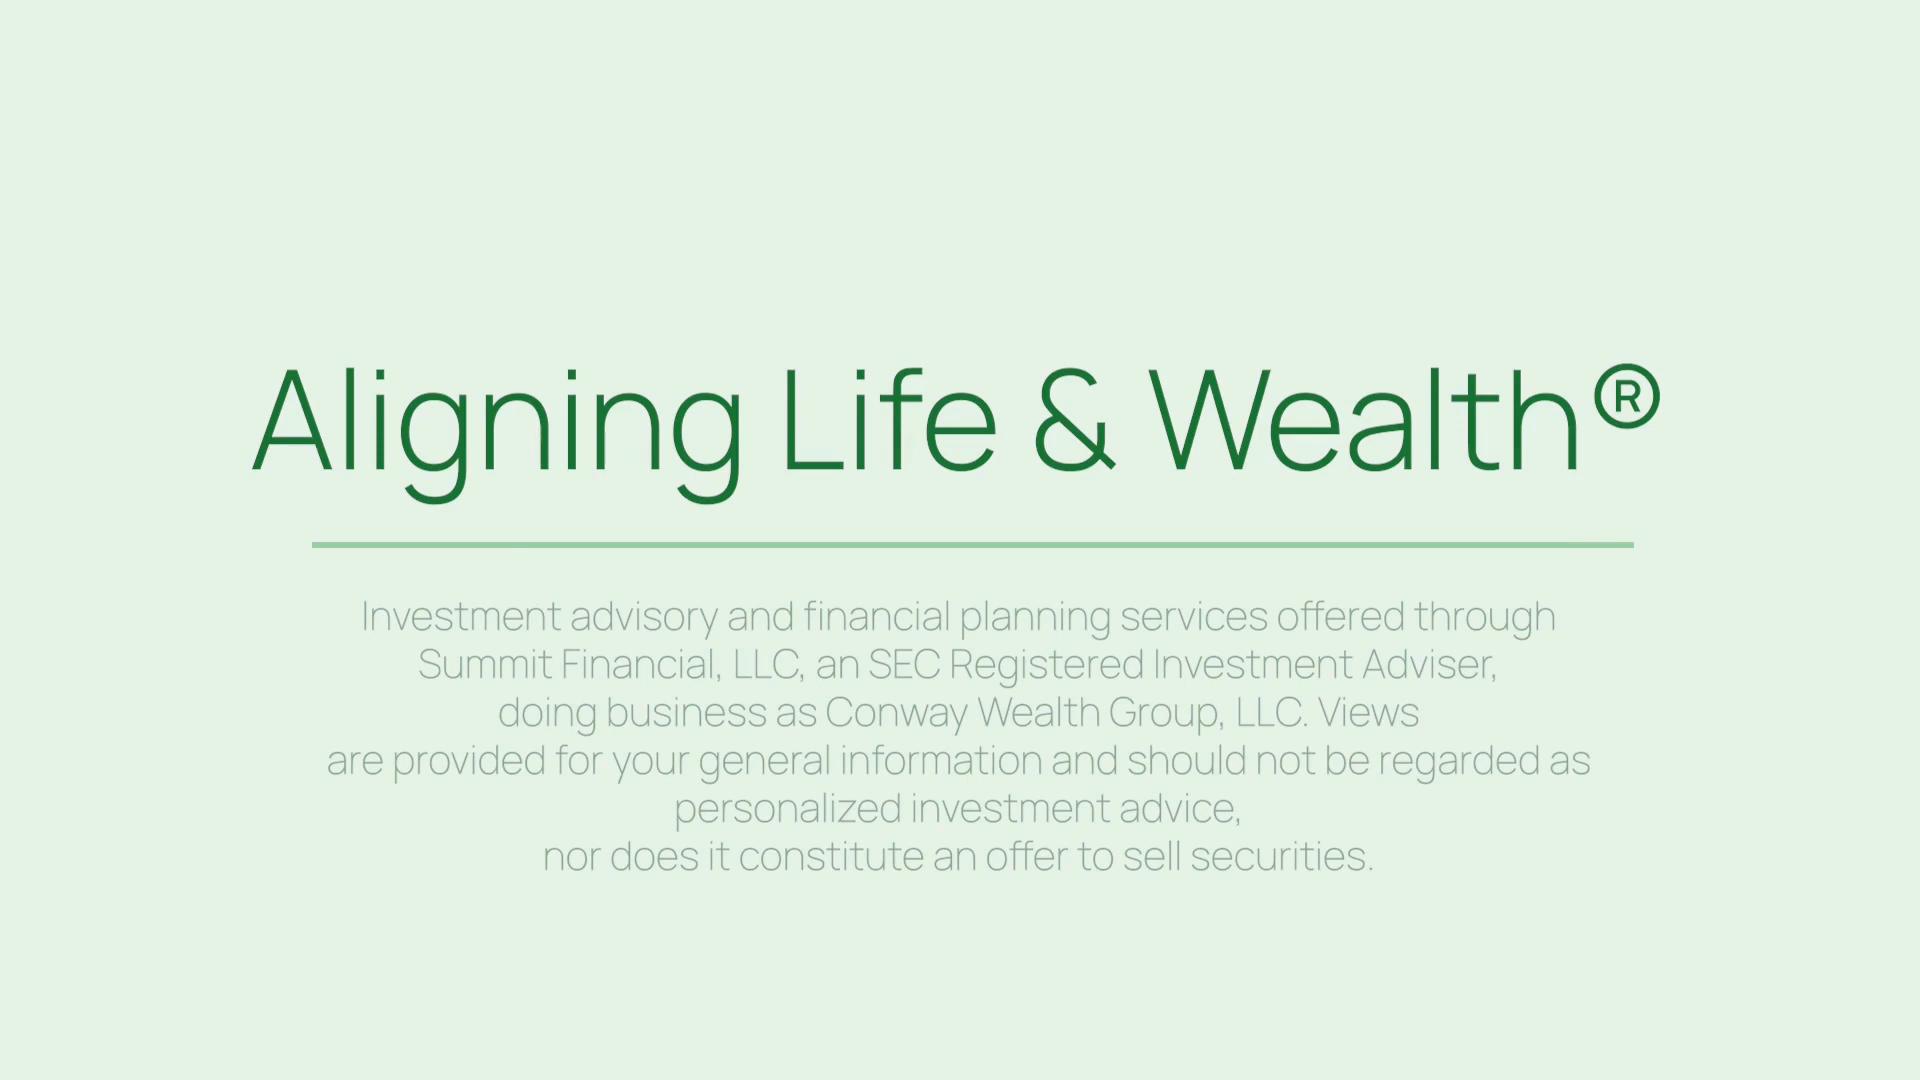 Aligning Life & Wealth®
Investment advisory and financial planning services offered through
Summit Financial, LLC, an SEC Registered Investment Adviser,
doing business as Conway Wealth Group, LLC. Views
are provided for your general information and should not be regarded as
personalized investment advice,
nor does it constitute an offer to sell securities.